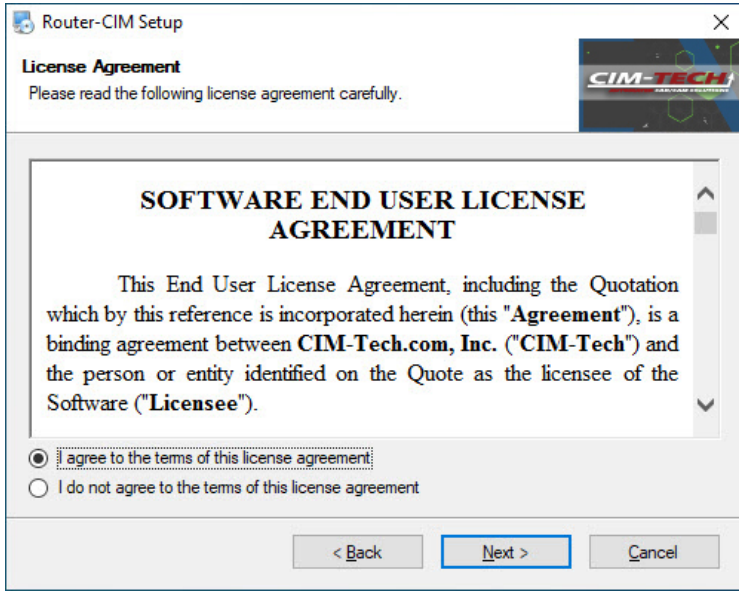 Router-CIM Setup
License Agreement
Please read the following license agreement carefully.
CIM-TECH
CAD/CAM SOLUTIONS
SOFTWARE END USER LICENSE
AGREEMENT
This End User License Agreement, including the Quotation
which by this reference is incorporated herein (this "Agreement"), is a
binding agreement between CIM-Tech.com, Inc. ("CIM-Tech") and
the person or entity identified on the Quote as the licensee of the
Software ("Licensee").
I agree to the terms of this license agreement
I do not agree to the terms of this license agreement
< Back
Next >
Cancel